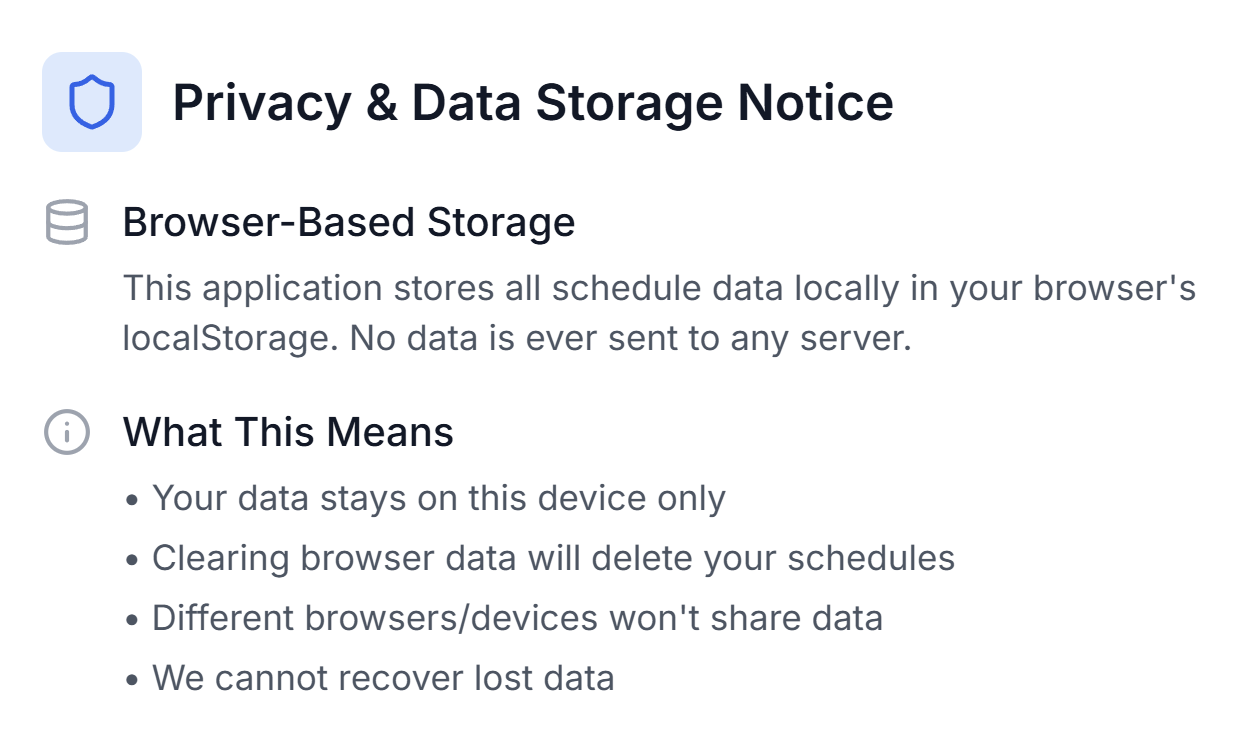 Privacy & Data Storage Notice
Browser-Based Storage
This application stores all schedule data locally in your browser's
localStorage. No data is ever sent to any server.
What This Means
• Your data stays on this device only
• Clearing browser data will delete your schedules
• Different browsers/devices won't share data
• We cannot recover lost data